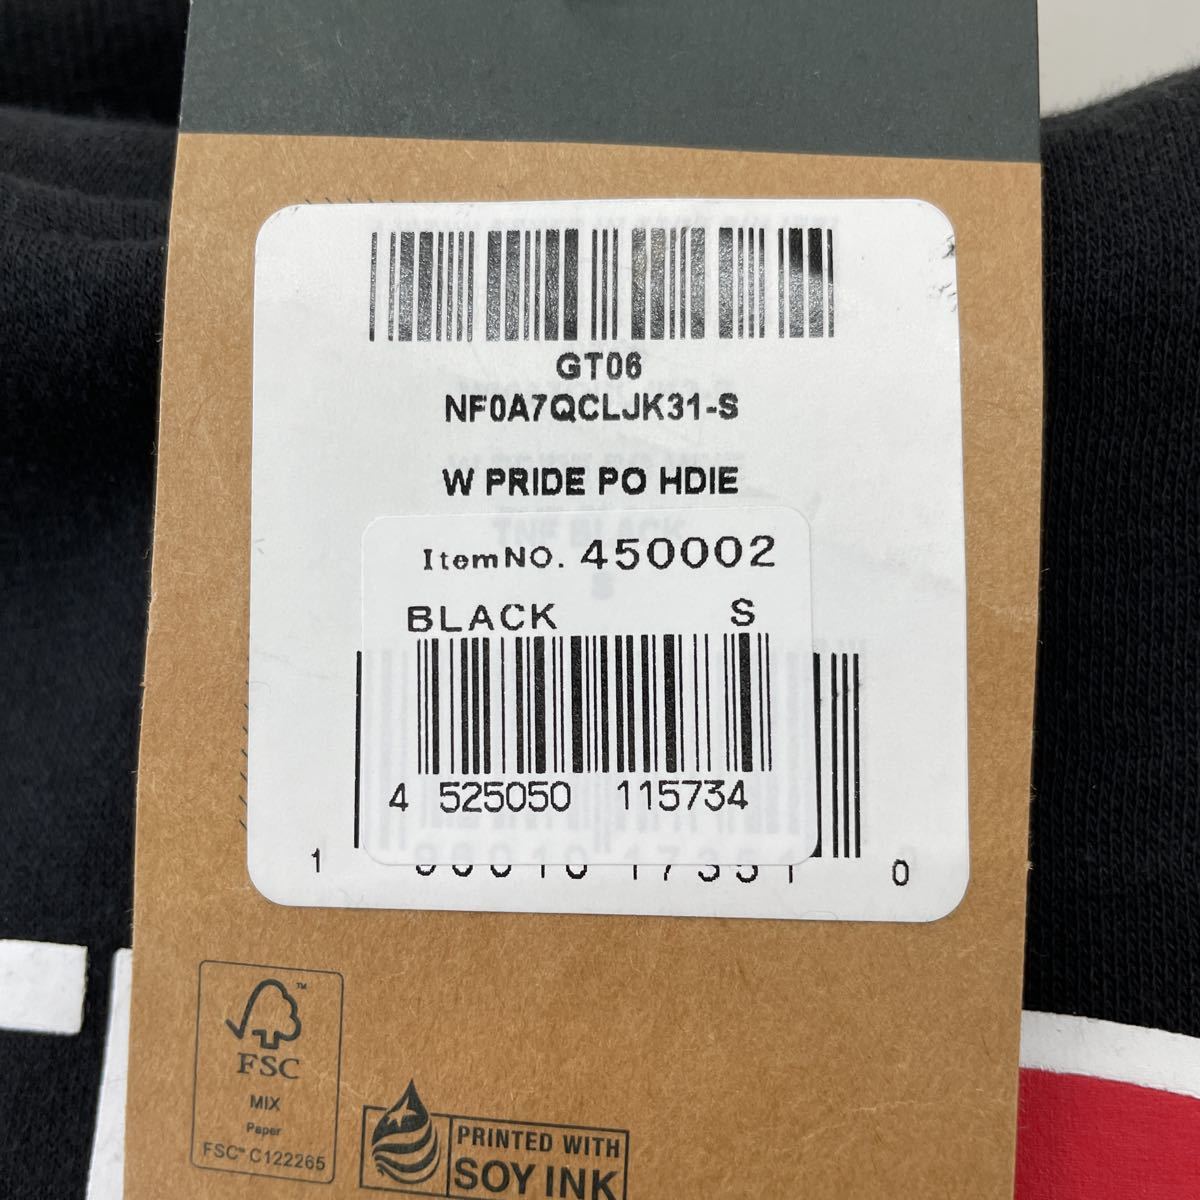 GT06
NF0A7QCLJK31-S
W PRIDE PO HDIE
ItemNO. 450002
BLACK S
4 525050 115734
1 0
FSC
MIX
Paper
FSC™ C122265
PRINTED WITH
SOY INK